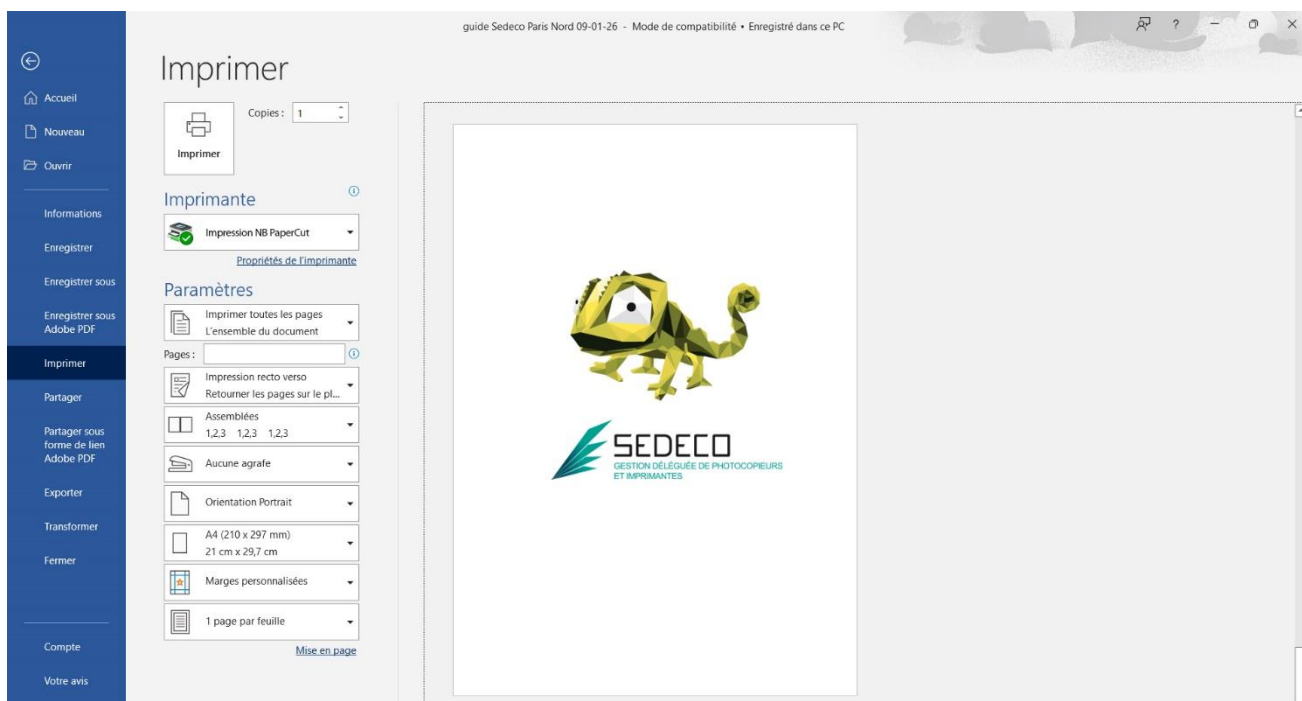 guide Sedeco Paris Nord 09-01-26 - Mode de compatibilité • Enregistré dans ce PC
?
Accueil
Nouveau
Ouvrir
Informations
Enregistrer
Enregistrer sous
Enregistrer sous
Adobe PDF
Imprimer
Partager
Partager sous
forme de lien
Adobe PDF
Exporter
Transformer
Fermer
Compte
Votre avis
Imprimer
Imprimer
Copies : 1
Imprimante
Impression NB PaperCut
Propriétés de l'imprimante
Paramètres
Imprimer toutes les pages
L'ensemble du document
Pages :
Impression recto verso
Retourner les pages sur le pl...
Assemblées
1,2,3 1,2,3 1,2,3
Aucune agrafe
Orientation Portrait
A4 (210 x 297 mm)
21 cm x 29,7 cm
Marges personnalisées
1 page par feuille
Mise en page
SEDECO
GESTION DÉLÉGUÉE DE PHOTOCOPIEURS
ET IMPRIMANTES